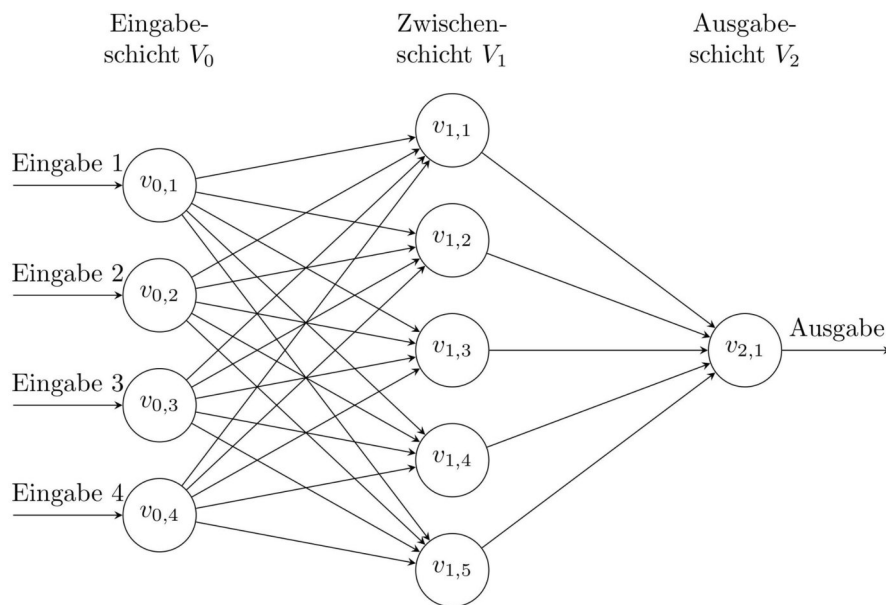 Eingabe-
schicht V₀
Zwischen-
schicht V₁
Ausgabe-
schicht V₂
Eingabe 1
Eingabe 2
Eingabe 3
Eingabe 4
v₀,₁
v₀,₂
v₀,₃
v₀,₄
v₁,₁
v₁,₂
v₁,₃
v₁,₄
v₁,₅
v₂,₁
Ausgabe